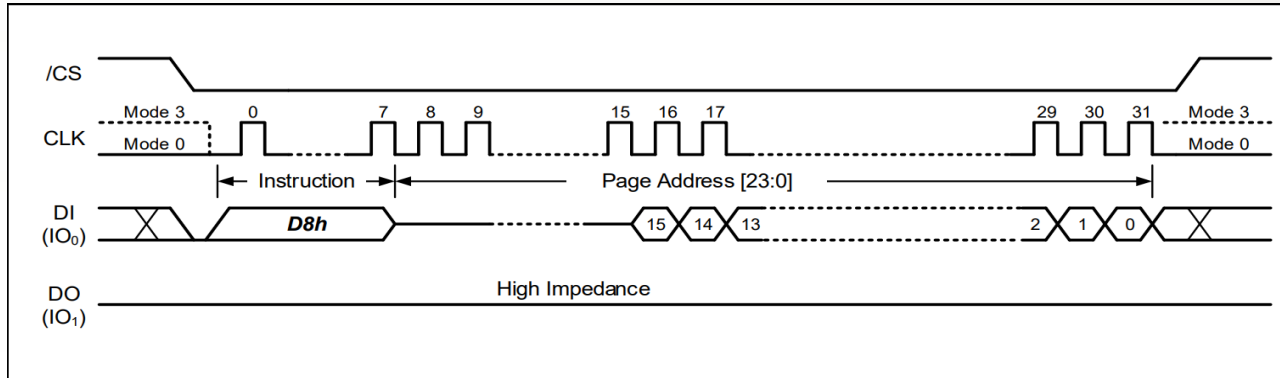 /CS
Mode 3 0 7 8 9 15 16 17 29 30 31 Mode 3
CLK
Mode 0 Mode 0
Instruction Page Address [23:0]
DI
(IO₀)
D8h 15 14 13 2 1 0
High Impedance
DO
(IO₁)